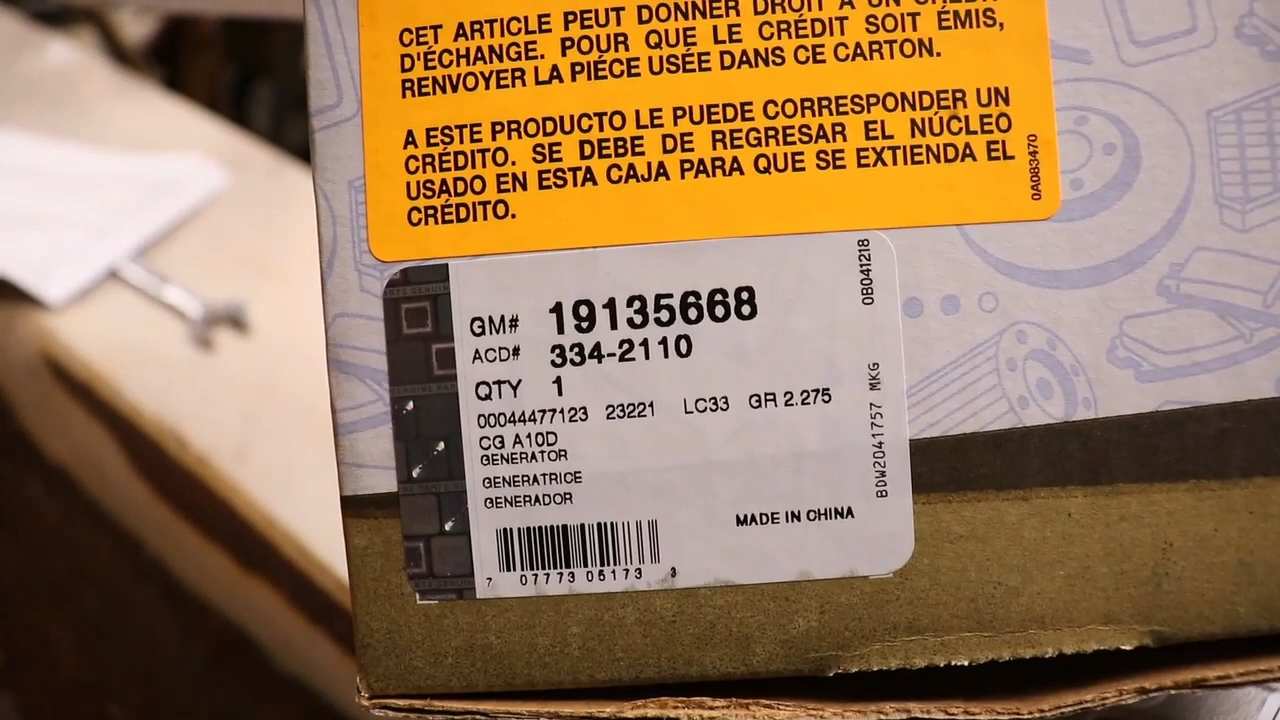 CET ARTICLE PEUT DONNER DROIT À UN CRÉDIT
D'ÉCHANGE. POUR QUE LE CRÉDIT SOIT ÉMIS,
RENVOYER LA PIÉCE USÉE DANS CE CARTON.
A ESTE PRODUCTO LE PUEDE CORRESPONDER UN
CRÉDITO. SE DEBE DE REGRESAR EL NÚCLEO
USADO EN ESTA CAJA PARA QUE SE EXTIENDA EL
CRÉDITO.
0A083470
GM# 19135668
ACD# 334-2110
QTY 1
00044477123 23221 LC33 GR 2.275
CG A10D
GENERATOR
GENERATRICE
GENERADOR
MADE IN CHINA
7 07773 05173 3
0B041218
BDW2041757 MKG